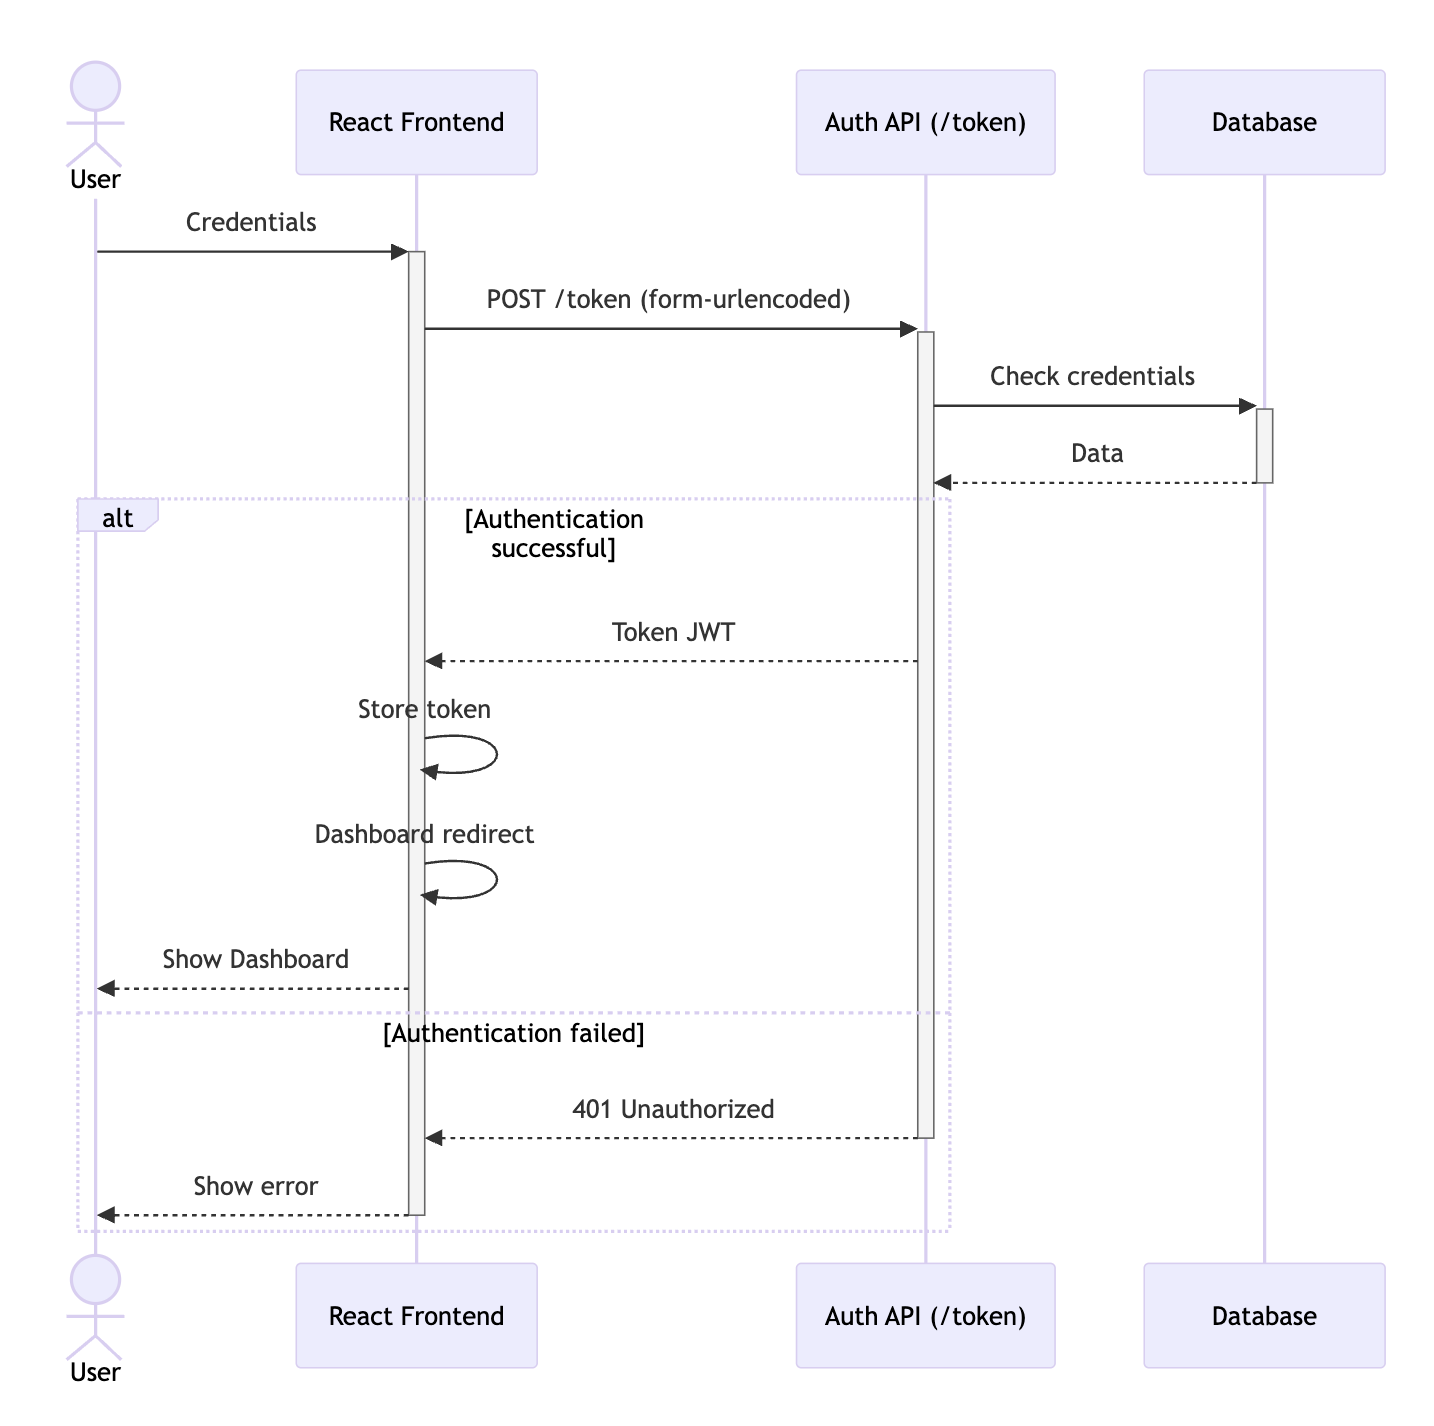 User
React Frontend
Auth API (/token)
Database
Credentials
POST /token (form-urlencoded)
Check credentials
Data
alt
[Authentication
successful]
Token JWT
Store token
Dashboard redirect
Show Dashboard
[Authentication failed]
401 Unauthorized
Show error
User
React Frontend
Auth API (/token)
Database